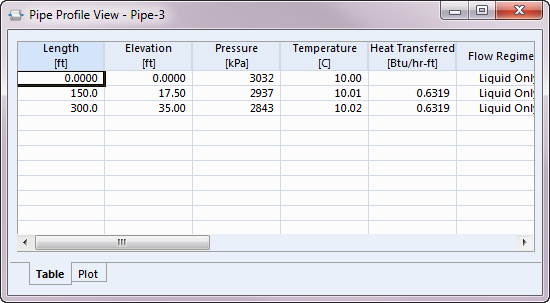 Pipe Profile View - Pipe-3
Length Elevation Pressure Temperature Heat Transferred Flow Regime
[ft] [ft] [kPa] [C] [Btu/hr-ft]
0.0000 0.0000 3032 10.00 Liquid Only
150.0 17.50 2937 10.01 0.6319 Liquid Only
300.0 35.00 2843 10.02 0.6319 Liquid Only
Table Plot